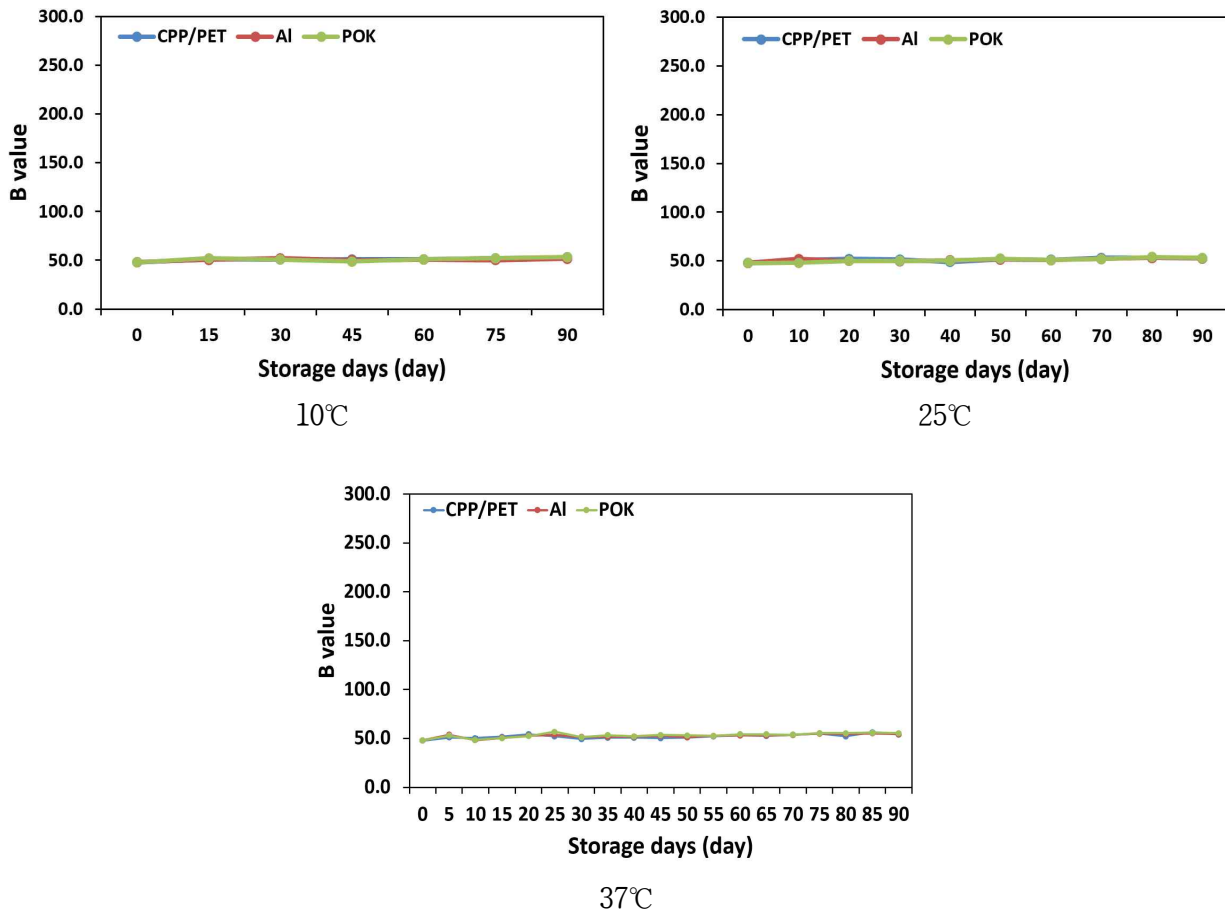 300.0
250.0
200.0
150.0
100.0
50.0
0.0
B value
CPP/PET Al POK
0 15 30 45 60 75 90
Storage days (day)
10℃
300.0
250.0
200.0
150.0
100.0
50.0
0.0
B value
CPP/PET Al POK
0 10 20 30 40 50 60 70 80 90
Storage days (day)
25℃
300.0
250.0
200.0
150.0
100.0
50.0
0.0
B value
CPP/PET Al POK
0 5 10 15 20 25 30 35 40 45 50 55 60 65 70 75 80 85 90
Storage days (day)
37℃